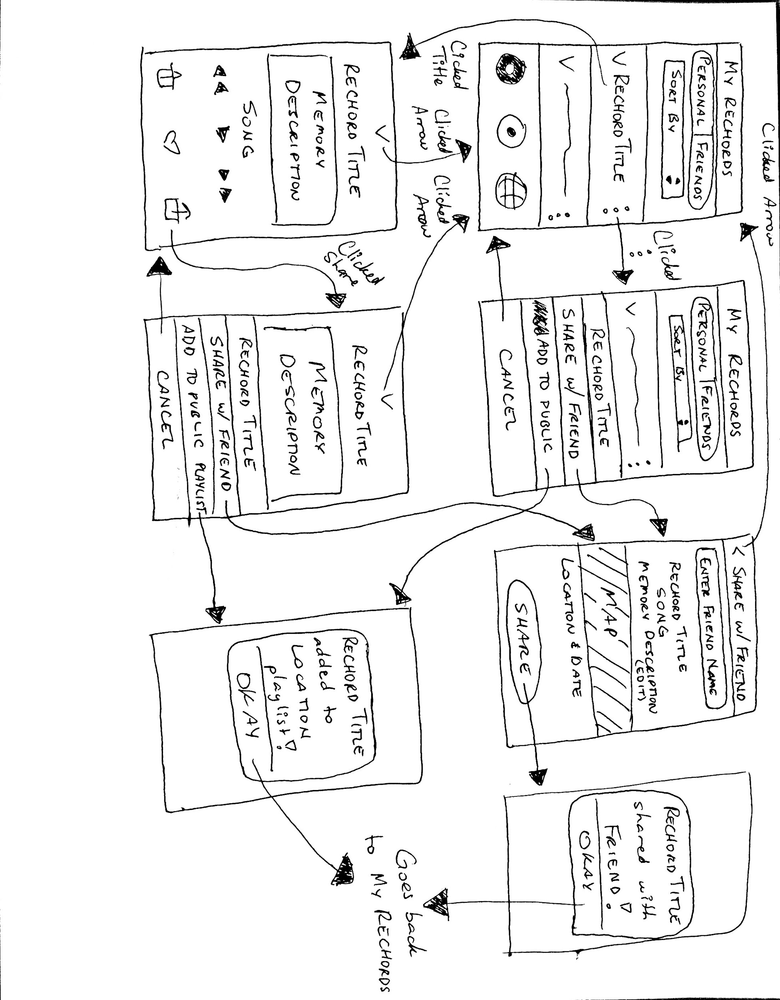 Clicked Arrow
MY RECHORDS
PERSONAL | FRIENDS
SORT BY
V RECHORD TITLE
V
Clicked
MY RECHORDS
PERSONAL | FRIENDS
SORT BY
V
RECHORD TITLE
SHARE w/ FRIEND
ADD TO PUBLIC
CANCEL
< SHARE w/ FRIEND
ENTER FRIEND NAME
RECHORD TITLE
SONG
MEMORY DESCRIPTION
(EDIT)
MAP
LOCATION & DATE
SHARE
RECHORD TITLE
shared with
FRIEND!
OKAY
Clicked
Title
Clicked
Arrow
Clicked
Arrow
V
RECHORD TITLE
MEMORY
DESCRIPTION
SONG
Clicked
Share
V
RECHORD TITLE
MEMORY
DESCRIPTION
RECHORD TITLE
SHARE w/ FRIEND
ADD TO PUBLIC PLAYLIST
CANCEL
RECHORD TITLE
added to
LOCATION
playlist!
OKAY
Goes back
to MY RECHORDS